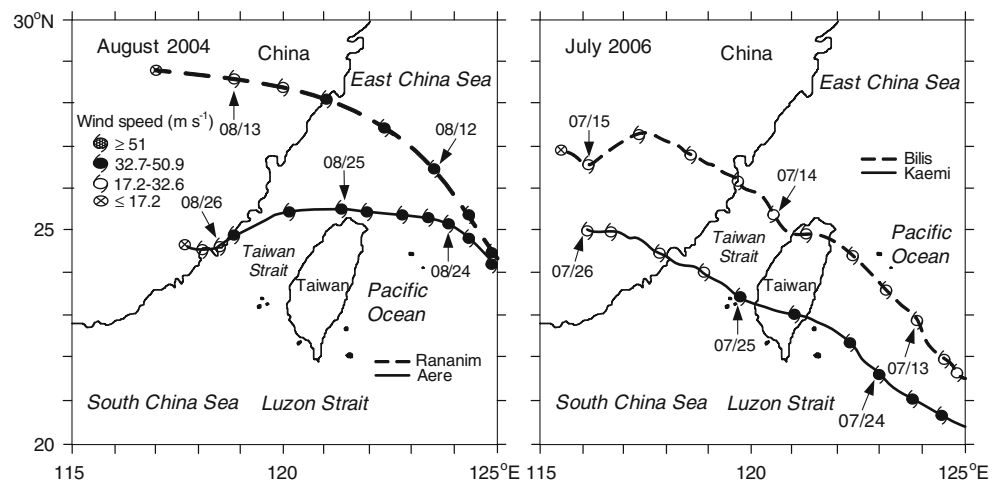 30°N
August 2004
China
East China Sea
Wind speed (m s-1)
≥ 51
32.7-50.9
17.2-32.6
≤ 17.2
08/13
08/12
08/25
08/26
08/24
25
Taiwan
Strait
Taiwan
Pacific
Ocean
Rananim
Aere
South China Sea
Luzon Strait
20
115
120
125°E
July 2006
China
East China Sea
07/15
Bilis
Kaemi
07/14
Taiwan
Strait
Pacific
Ocean
07/26
Taiwan
07/25
07/13
07/24
South China Sea
Luzon Strait
115
120
125°E